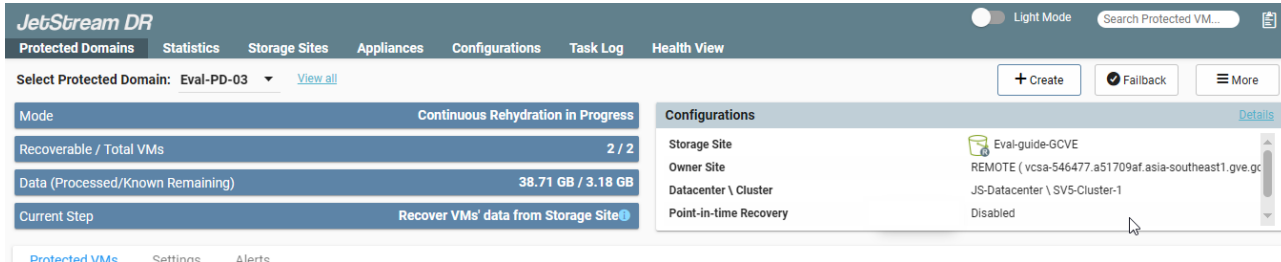 JetStream DR
Light Mode
Search Protected VM...
Protected Domains Statistics Storage Sites Appliances Configurations Task Log Health View
Select Protected Domain: Eval-PD-03 View all
+ Create Failback More
Mode Continuous Rehydration in Progress
Recoverable / Total VMs 2 / 2
Data (Processed/Known Remaining) 38.71 GB / 3.18 GB
Current Step Recover VMs' data from Storage Site
Configurations Details
Storage Site Eval-guide-GCVE
Owner Site REMOTE ( vcsa-546477.a51709af.asia-southeast1.gve.gc
Datacenter \ Cluster JS-Datacenter \ SV5-Cluster-1
Point-in-time Recovery Disabled
Protected VMs Settings Alerts